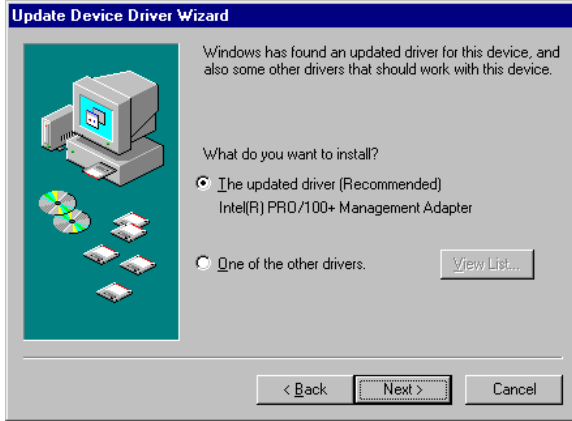 Update Device Driver Wizard
Windows has found an updated driver for this device, and
also some other drivers that should work with this device.
What do you want to install?
The updated driver (Recommended)
Intel(R) PRO/100+ Management Adapter
One of the other drivers.
View List...
< Back
Next >
Cancel